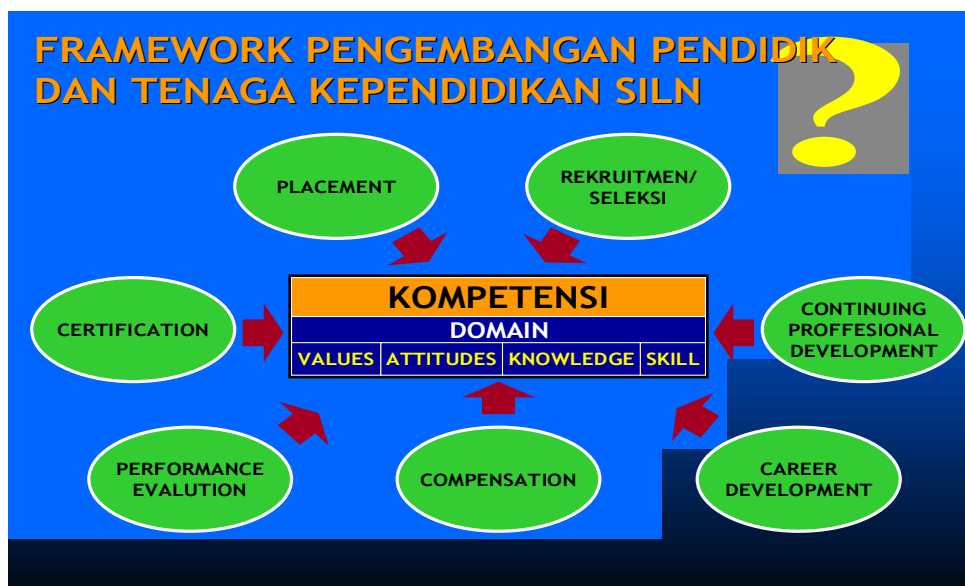 FRAMEWORK PENGEMBANGAN PENDIDIK
DAN TENAGA KEPENDIDIKAN SILN
?
PLACEMENT
REKRUITMEN/
SELEKSI
CERTIFICATION
KOMPETENSI
DOMAIN
VALUES ATTITUDES KNOWLEDGE SKILL
CONTINUING
PROFFESIONAL
DEVELOPMENT
PERFORMANCE
EVALUTION
COMPENSATION
CAREER
DEVELOPMENT